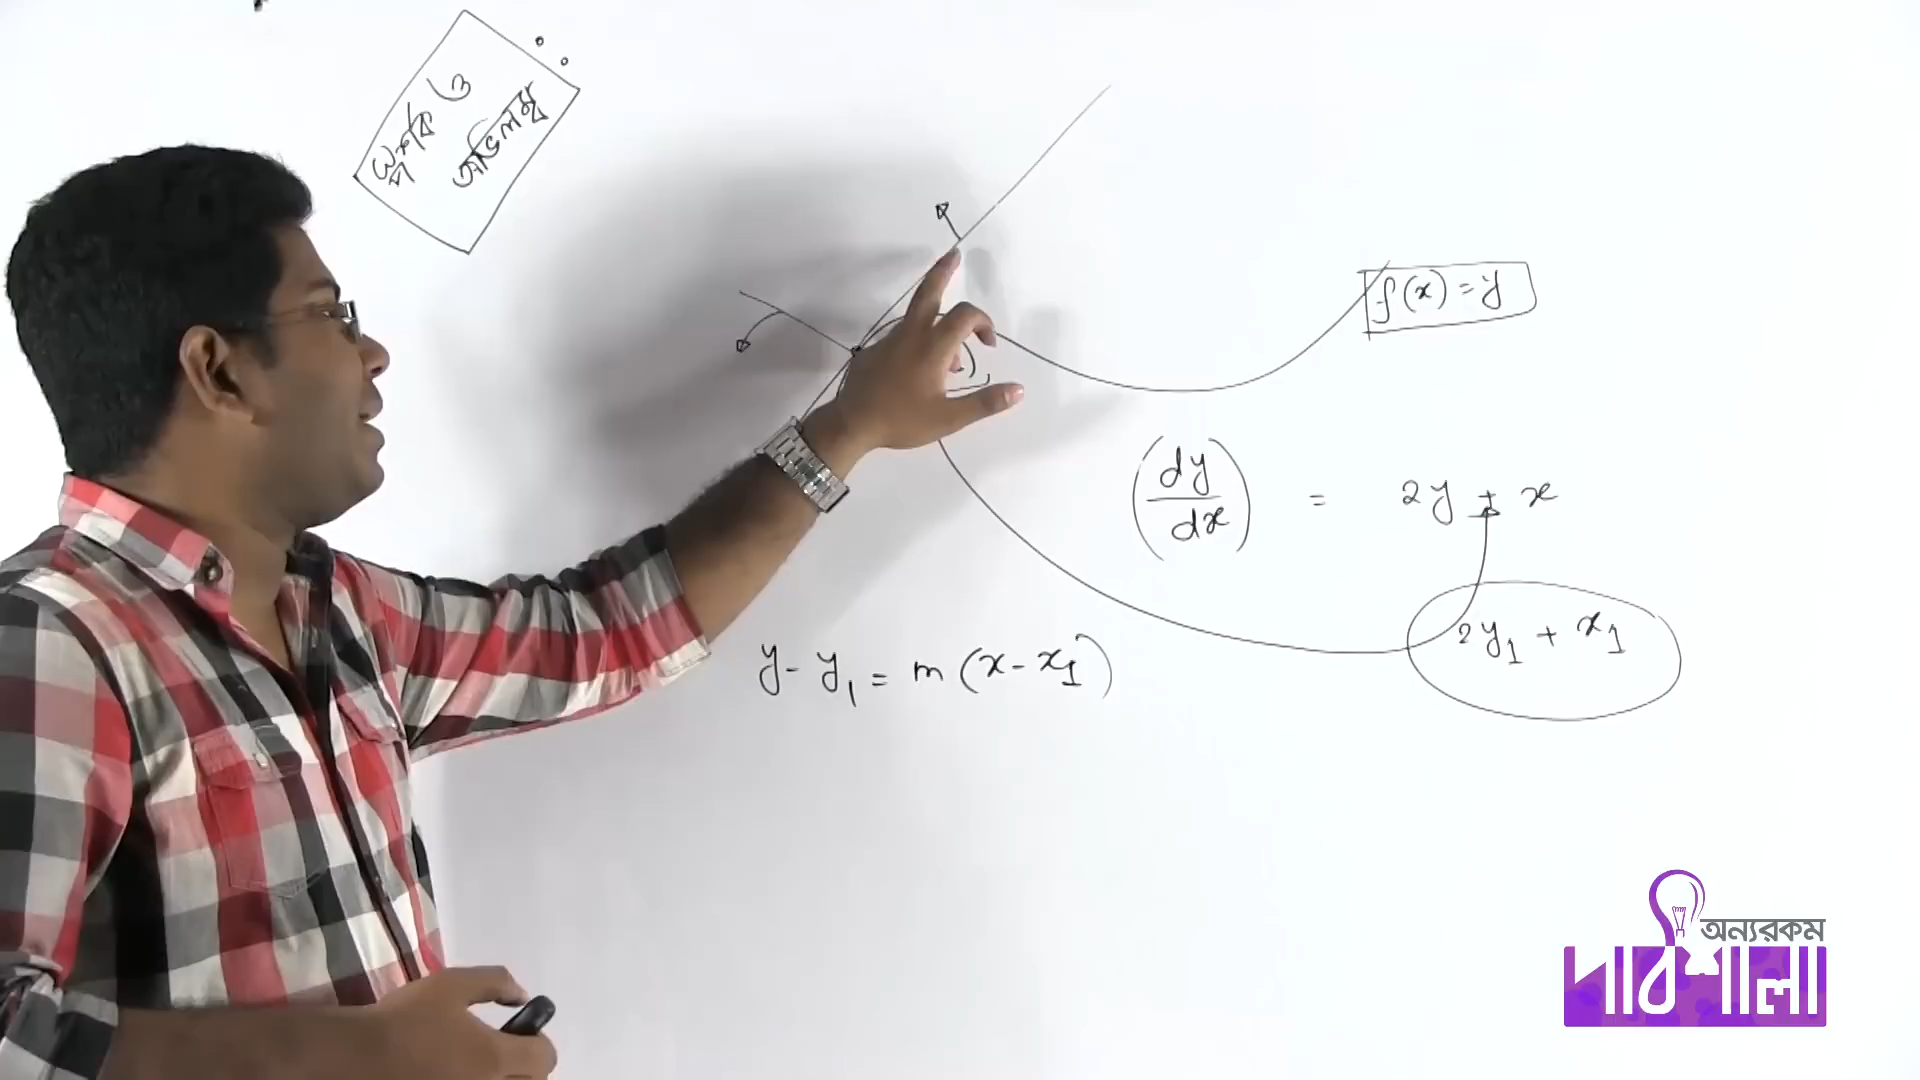 স্পর্শক ও
অভিলম্ব
f(x) = y
(dy/dx) = 2y + x
2y₁ + x₁
y - y₁ = m (x - x₁)
অন্যরকম
পাঠশালা